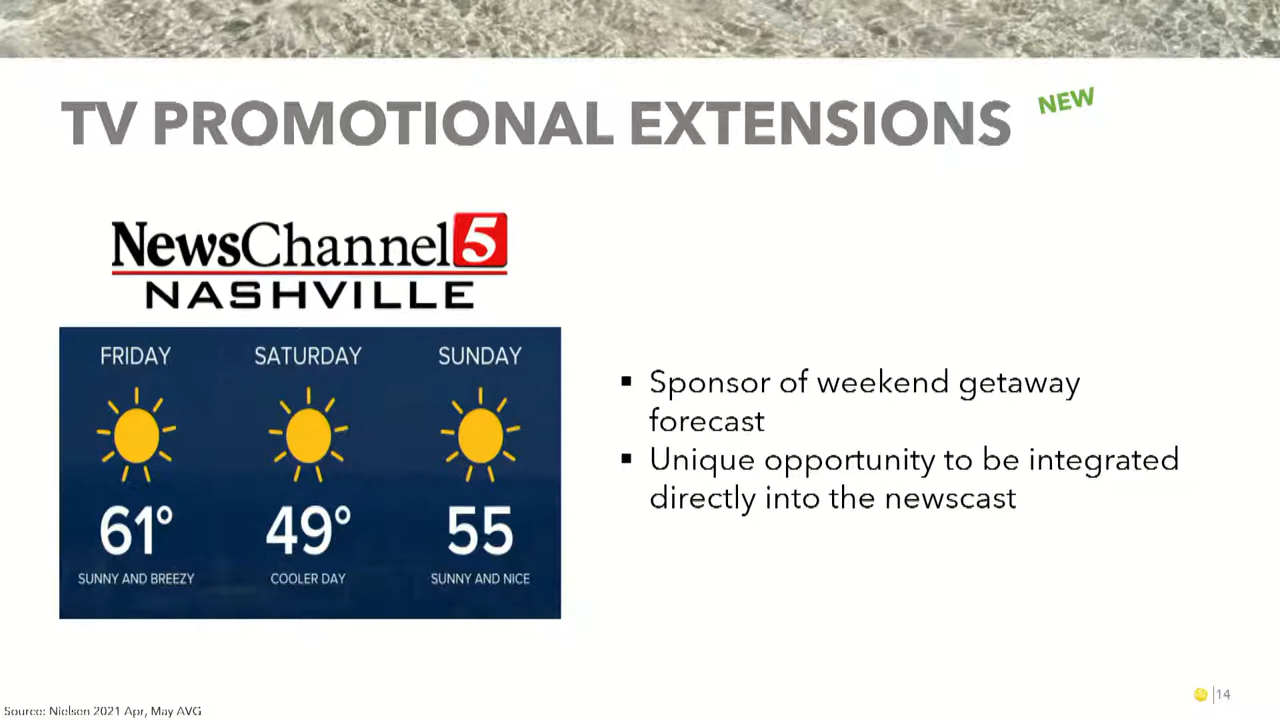 TV PROMOTIONAL EXTENSIONS NEW
NewsChannel 5
NASHVILLE
FRIDAY SATURDAY SUNDAY
61° 49° 55
SUNNY AND BREEZY COOLER DAY SUNNY AND NICE
▪ Sponsor of weekend getaway
forecast
▪ Unique opportunity to be integrated
directly into the newscast
Source: Nielsen 2021 Apr, May AVG
14